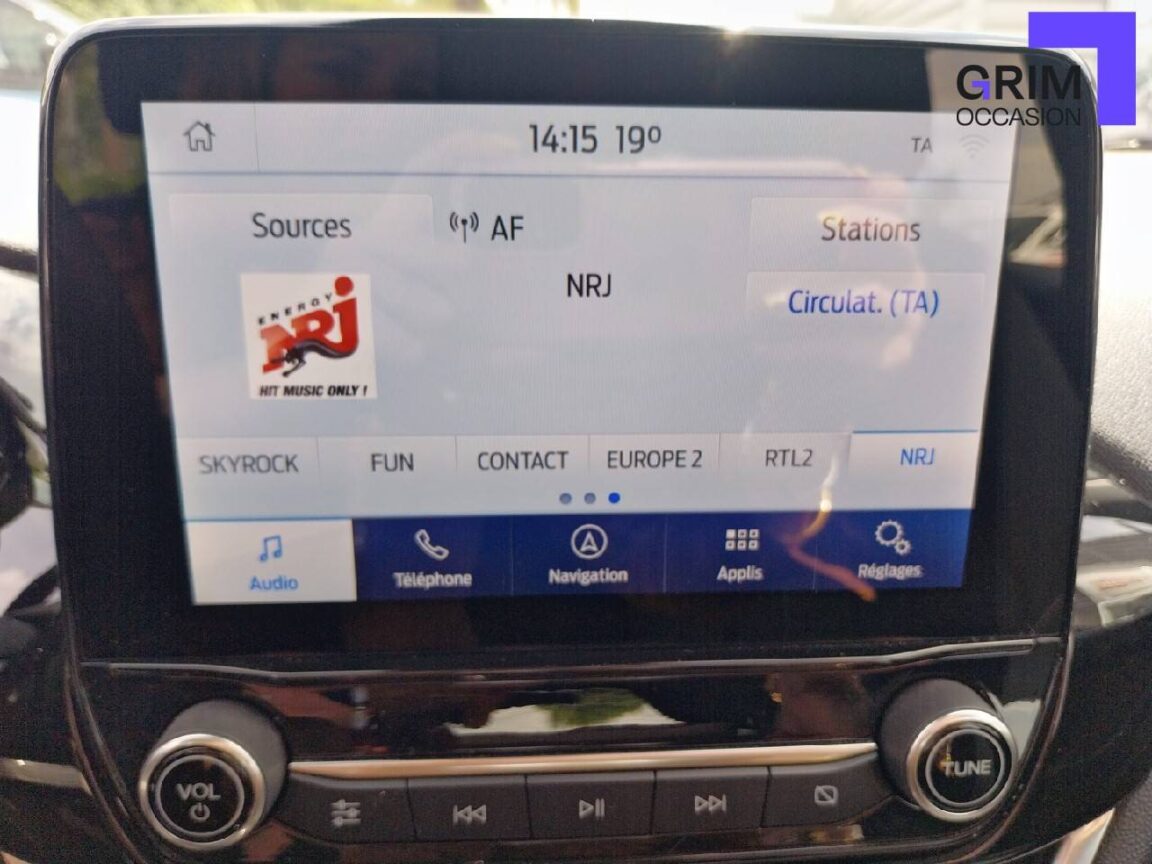 GRIM
OCCASION
14:15 19º
TA
Sources
AF
Stations
NRJ
Circulat. (TA)
ENERGY
NRJ
HIT MUSIC ONLY !
SKYROCK
FUN
CONTACT
EUROPE 2
RTL2
NRJ
Audio
Téléphone
Navigation
Applis
Réglages
VOL
TUNE